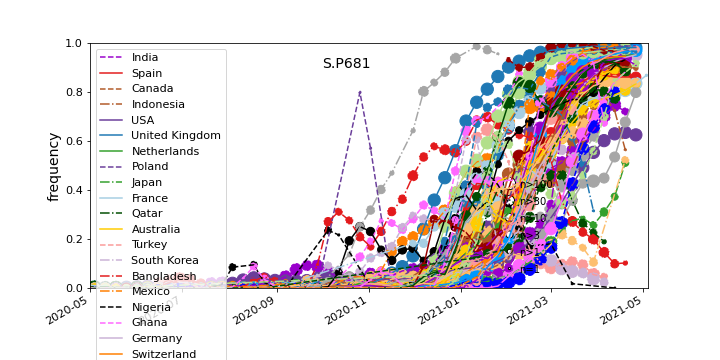 S.P681
frequency
1.0
0.8
0.6
0.4
0.2
0.0
India
Spain
Canada
Indonesia
USA
United Kingdom
Netherlands
Poland
Japan
France
Qatar
Australia
Turkey
South Korea
Bangladesh
Mexico
Nigeria
Ghana
Germany
Switzerland
2020-05
2020-09
2020-11
2021-01
2021-03
2021-05